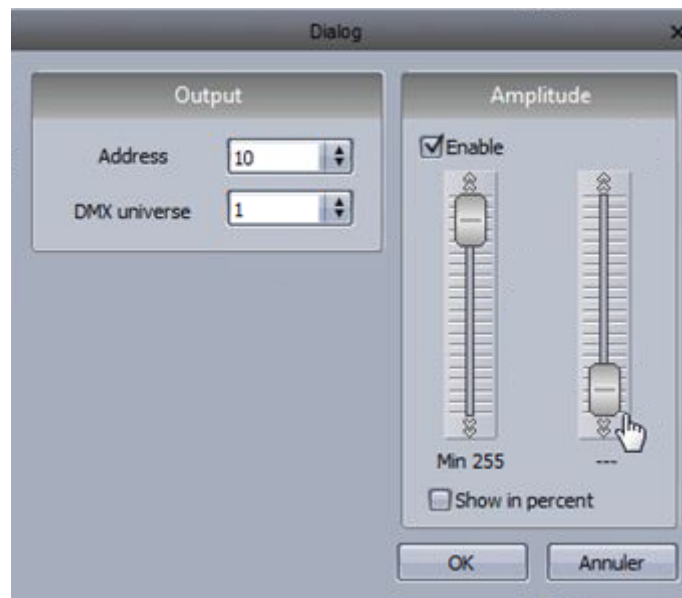 Dialog
Output
Address 10
DMX universe 1
Amplitude
Enable
Min 255 ---
Show in percent
OK Annuler